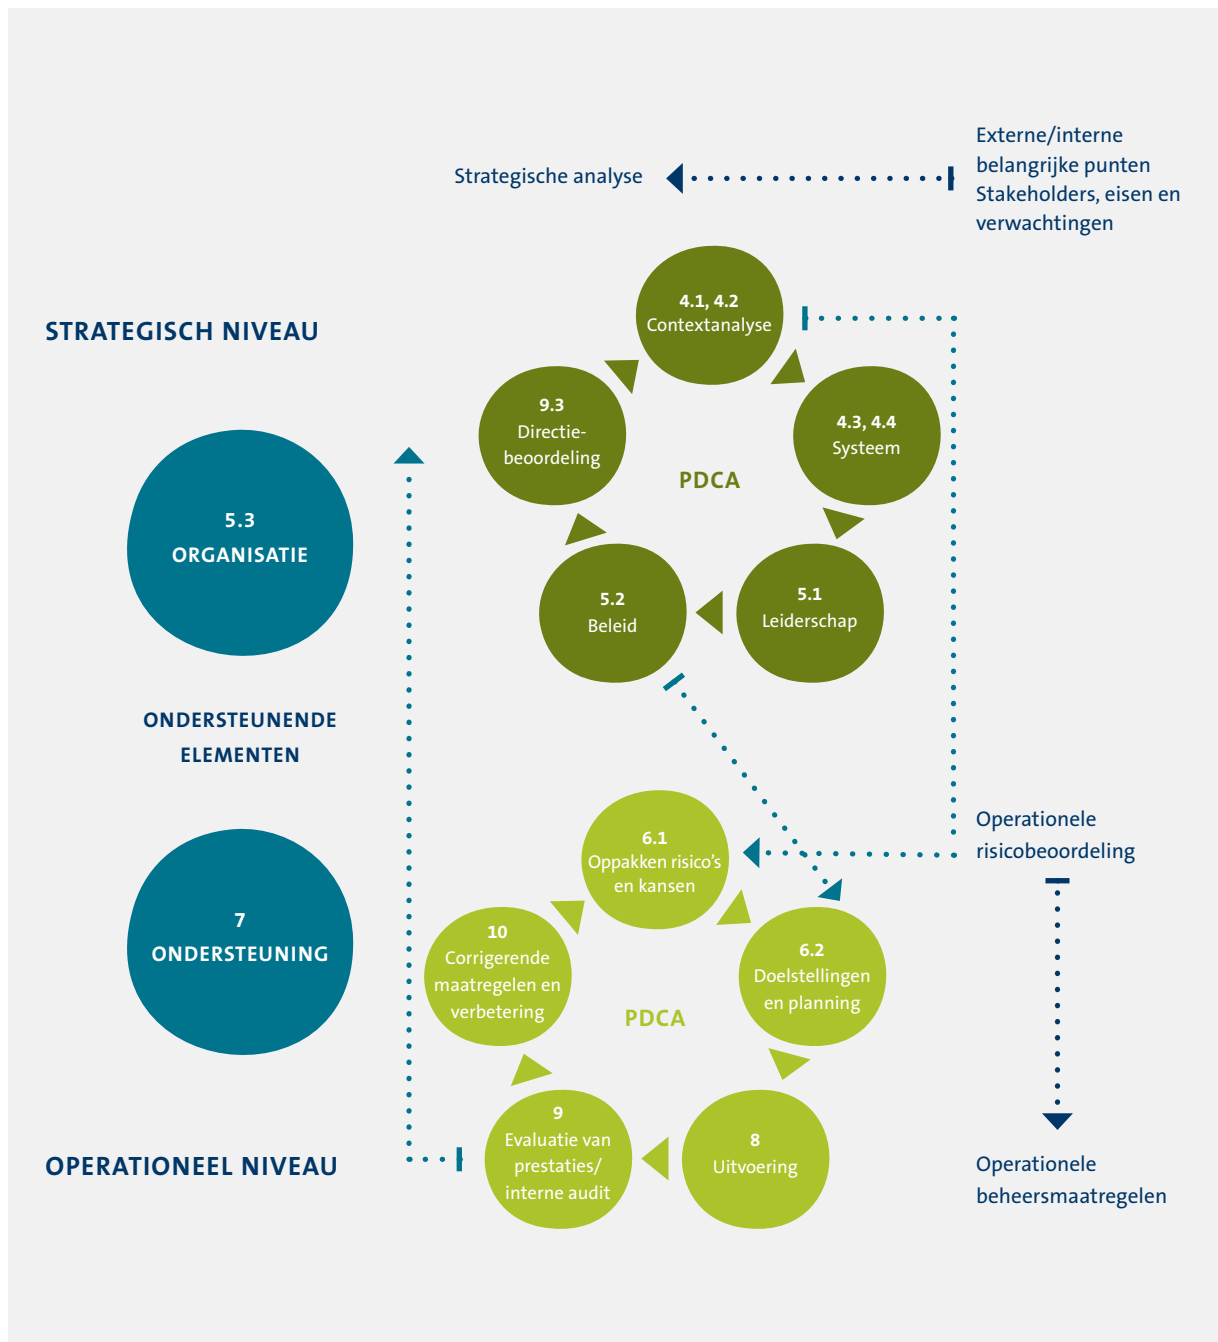 Strategische analyse
Externe/interne
belangrijke punten
Stakeholders, eisen en
verwachtingen
STRATEGISCH NIVEAU
4.1, 4.2
Contextanalyse
4.3, 4.4
Systeem
5.1
Leiderschap
5.2
Beleid
9.3
Directie-
beoordeling
PDCA
5.3
ORGANISATIE
ONDERSTEUNENDE
ELEMENTEN
7
ONDERSTEUNING
Operationele
risicobeoordeling
6.1
Oppakken risico’s
en kansen
6.2
Doelstellingen
en planning
8
Uitvoering
9
Evaluatie van
prestaties/
interne audit
10
Corrigerende
maatregelen en
verbetering
PDCA
OPERATIONEEL NIVEAU
Operationele
beheersmaatregelen